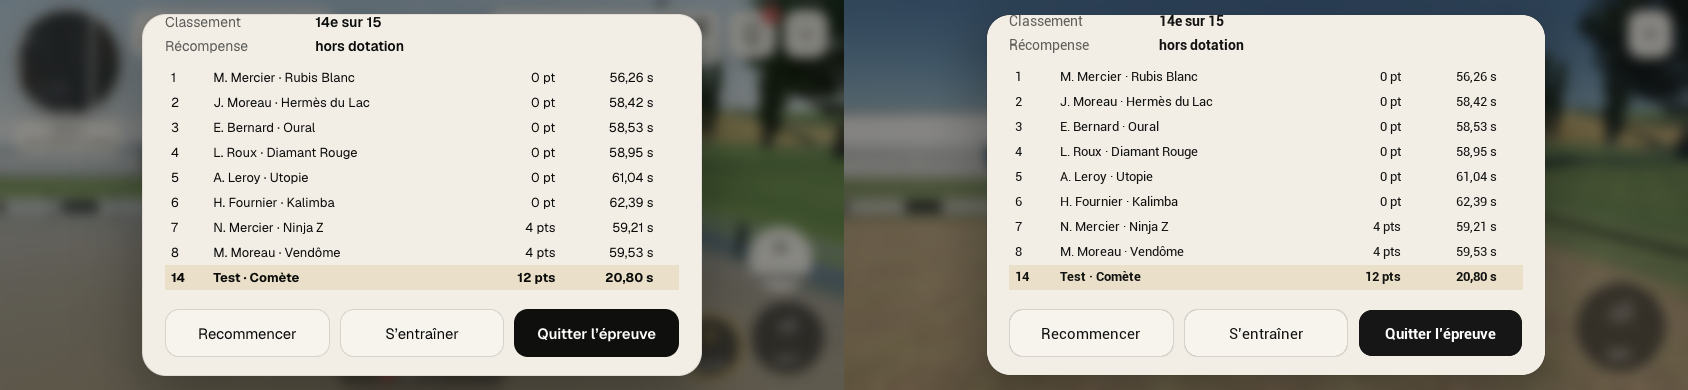 Classement 14e sur 15
Récompense hors dotation
1 M. Mercier · Rubis Blanc 0 pt 56,26 s
2 J. Moreau · Hermès du Lac 0 pt 58,42 s
3 E. Bernard · Oural 0 pt 58,53 s
4 L. Roux · Diamant Rouge 0 pt 58,95 s
5 A. Leroy · Utopie 0 pt 61,04 s
6 H. Fournier · Kalimba 0 pt 62,39 s
7 N. Mercier · Ninja Z 4 pts 59,21 s
8 M. Moreau · Vendôme 4 pts 59,53 s
14 Test · Comète 12 pts 20,80 s
Recommencer S'entraîner Quitter l'épreuve
Classement 14e sur 15
Récompense hors dotation
1 M. Mercier · Rubis Blanc 0 pt 56,26 s
2 J. Moreau · Hermès du Lac 0 pt 58,42 s
3 E. Bernard · Oural 0 pt 58,53 s
4 L. Roux · Diamant Rouge 0 pt 58,95 s
5 A. Leroy · Utopie 0 pt 61,04 s
6 H. Fournier · Kalimba 0 pt 62,39 s
7 N. Mercier · Ninja Z 4 pts 59,21 s
8 M. Moreau · Vendôme 4 pts 59,53 s
14 Test · Comète 12 pts 20,80 s
Recommencer S'entraîner Quitter l'épreuve